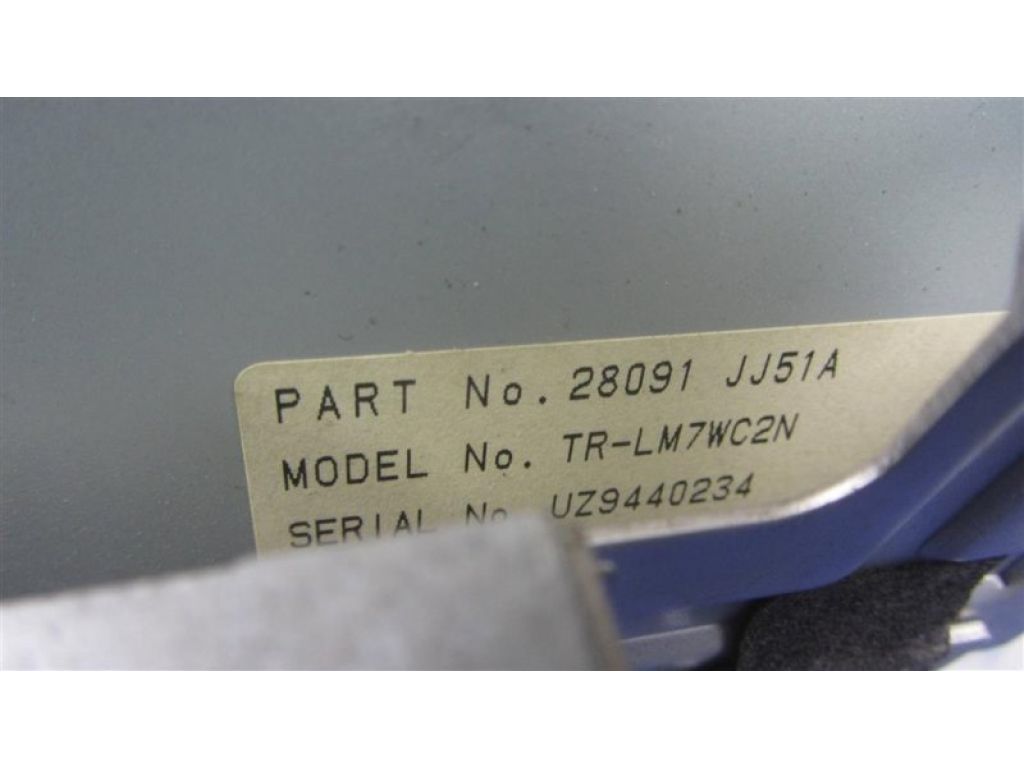 PART No. 28091 JJ51A
MODEL No. TR-LM7WC2N
SERIAL No. UZ9440234